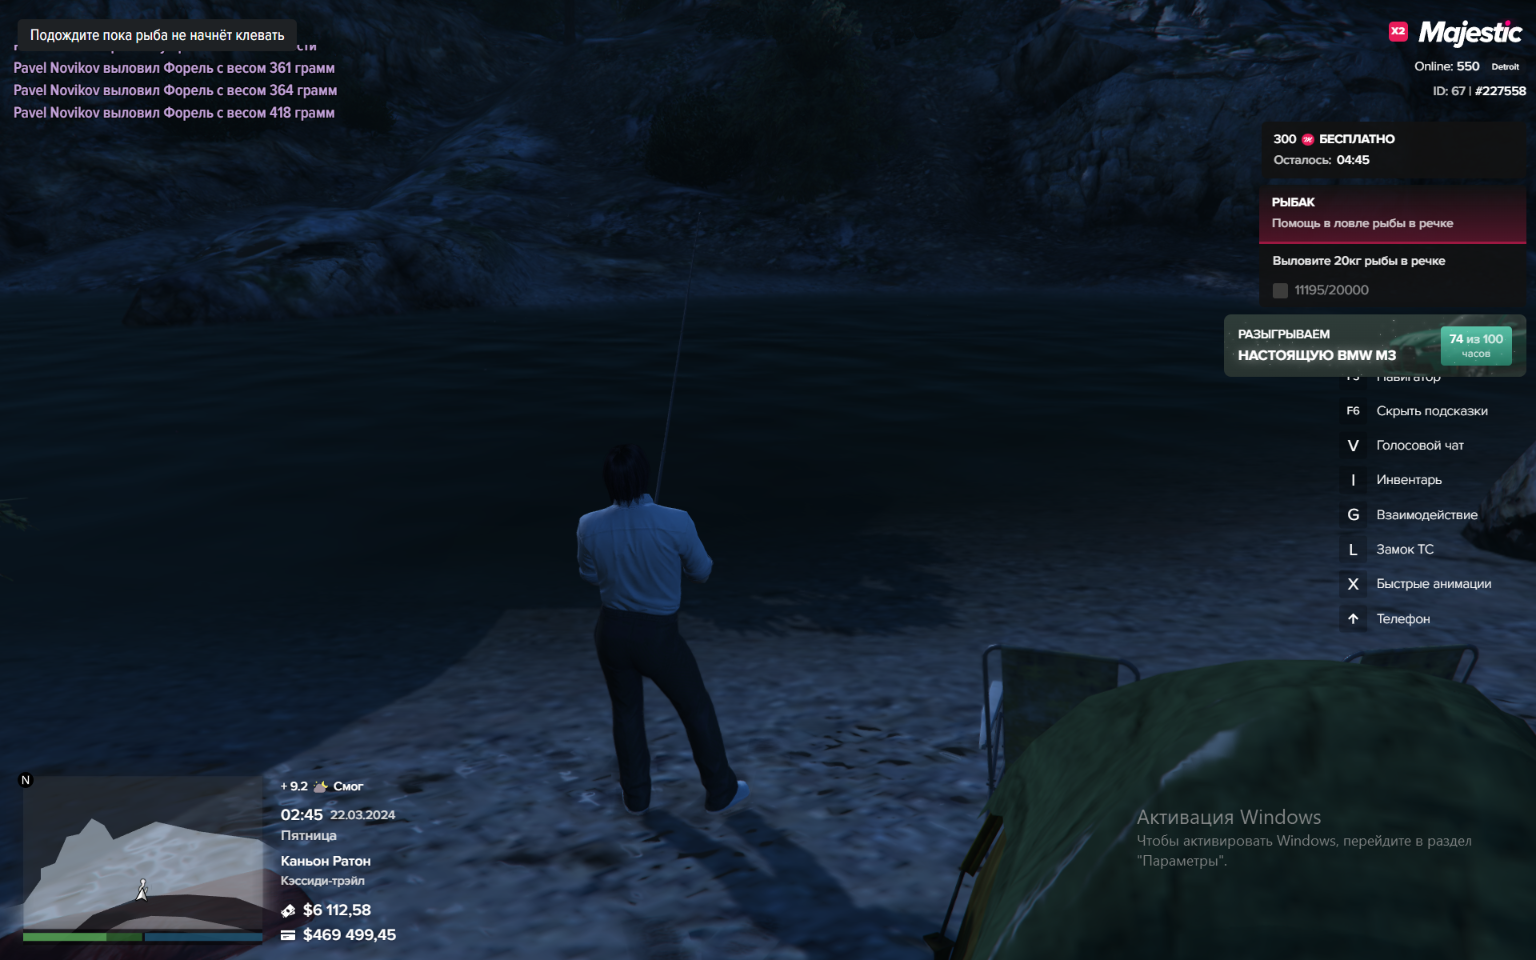 Подождите пока рыба не начнёт клевать
Pavel Novikov выловил Форель с весом 361 грамм
Pavel Novikov выловил Форель с весом 364 грамм
Pavel Novikov выловил Форель с весом 418 грамм
X2 Majestic
Online: 550 Detroit
ID: 67 | #227558
300 БЕСПЛАТНО
Осталось: 04:45
РЫБАК
Помощь в ловле рыбы в речке
Выловите 20кг рыбы в речке
11195/20000
РАЗЫГРЫВАЕМ
НАСТОЯЩУЮ BMW M3
74 из 100
часов
Навигатор
F6 Скрыть подсказки
V Голосовой чат
I Инвентарь
G Взаимодействие
L Замок ТС
X Быстрые анимации
Телефон
N
+ 9.2 Смог
02:45 22.03.2024
Пятница
Каньон Ратон
Кэссиди-трэйл
$6 112,58
$469 499,45
Активация Windows
Чтобы активировать Windows, перейдите в раздел
"Параметры".